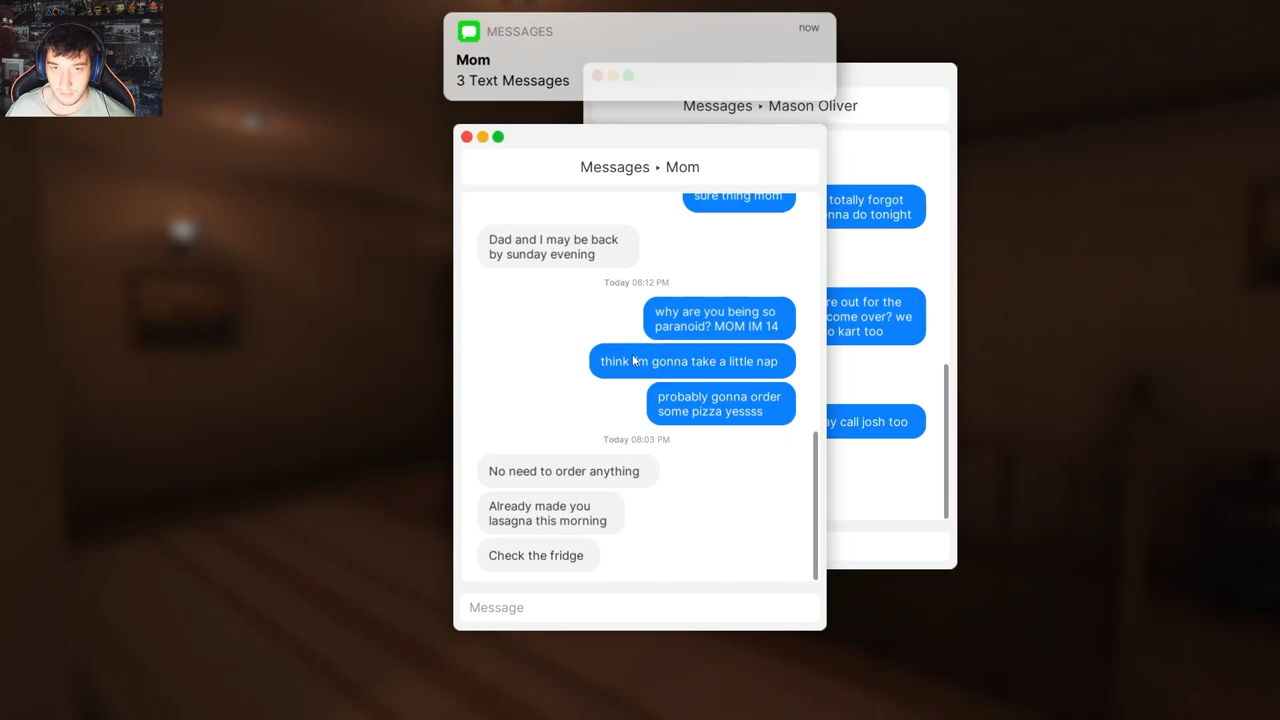 MESSAGES
now
Mom
3 Text Messages
Messages ‣ Mason Oliver
totally forgot
nna do tonight
re out for the
come over? we
o kart too
ay call josh too
Messages ‣ Mom
sure thing mom
Dad and I may be back
by sunday evening
Today 06:12 PM
why are you being so
paranoid? MOM IM 14
think im gonna take a little nap
probably gonna order
some pizza yessss
Today 08:03 PM
No need to order anything
Already made you
lasagna this morning
Check the fridge
Message